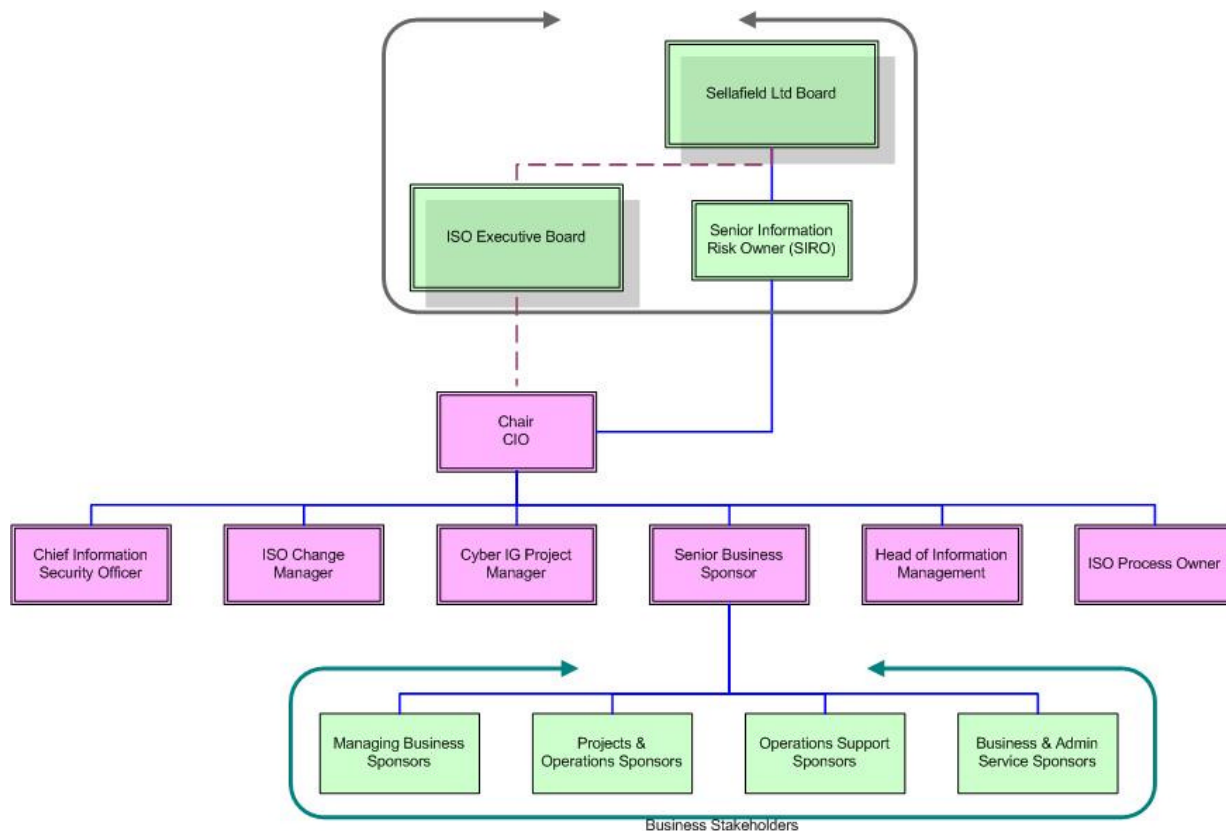 Sellafield Ltd Board
ISO Executive Board
Senior Information
Risk Owner (SIRO)
Chair
CIO
Chief Information
Security Officer
ISO Change
Manager
Cyber IG Project
Manager
Senior Business
Sponsor
Head of Information
Management
ISO Process Owner
Managing Business
Sponsors
Projects &
Operations Sponsors
Operations Support
Sponsors
Business & Admin
Service Sponsors
Business Stakeholders